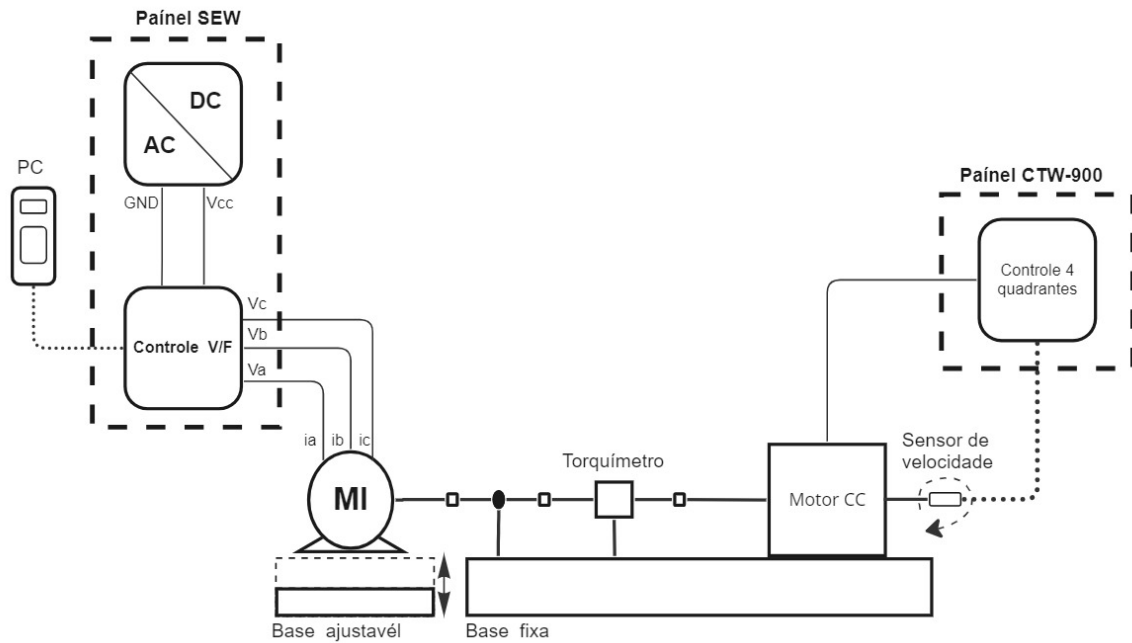 Paínel SEW
DC
AC
PC
GND
Vcc
Controle V/F
Vc
Vb
Va
ia ib ic
MI
Base ajustavél
Torquímetro
Base fixa
Motor CC
Sensor de
velocidade
Paínel CTW-900
Controle 4
quadrantes